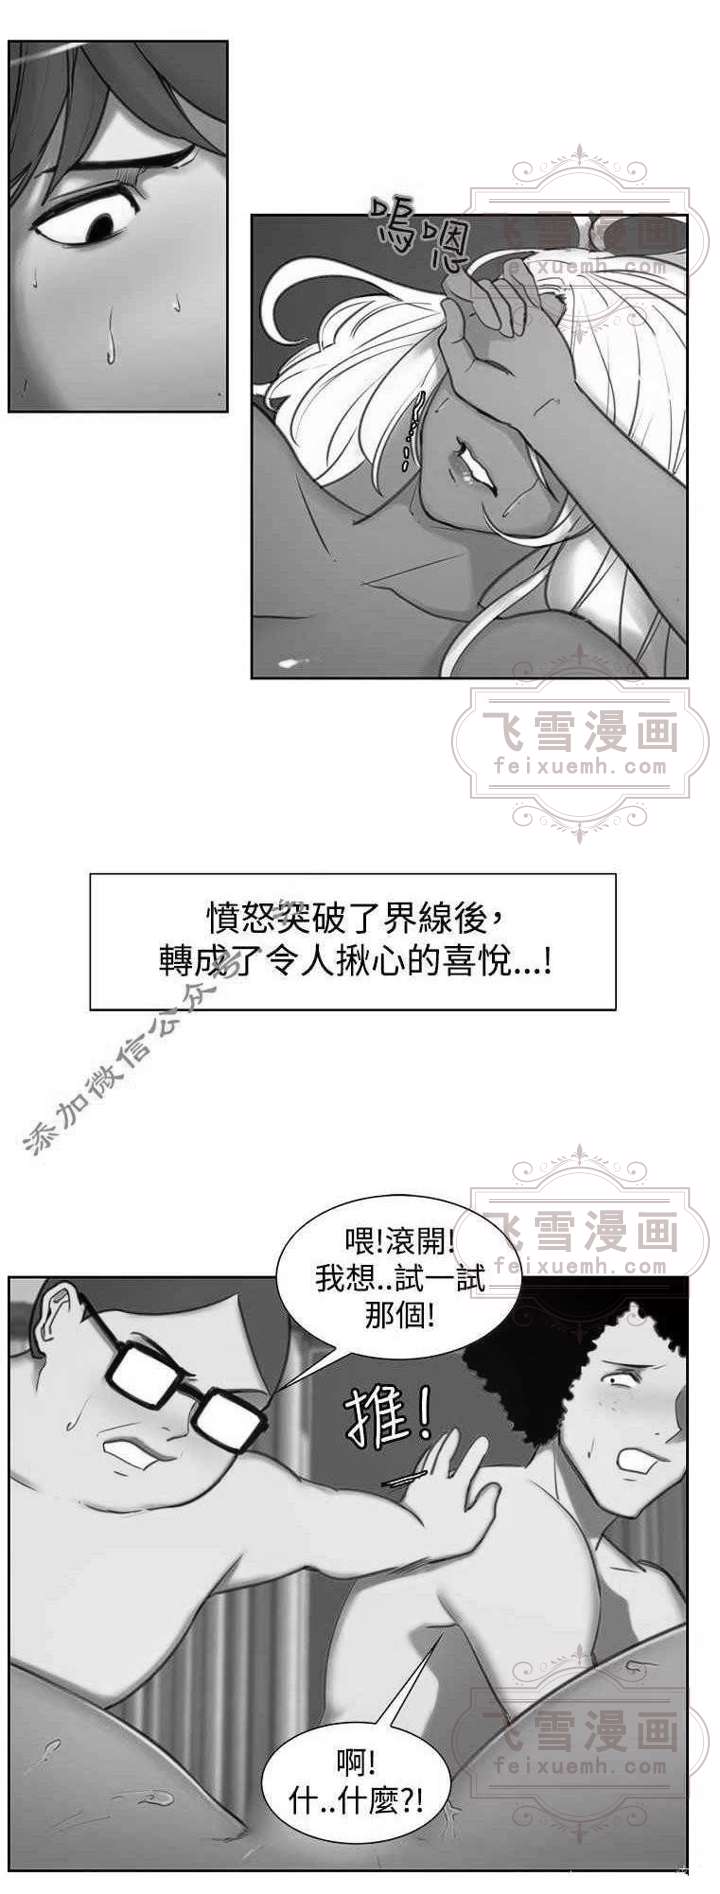 嗚嗯
飞雪漫画
feixuemh.com
飞雪漫画
feixuemh.com
憤怒突破了界線後,
轉成了令人揪心的喜悅...!
添加微信公众号:
飞雪漫画
feixuemh.com
喂!滾開!
我想..試一試
那個!
推!
飞雪漫画
feixuemh.com
啊!
什..什麼?!